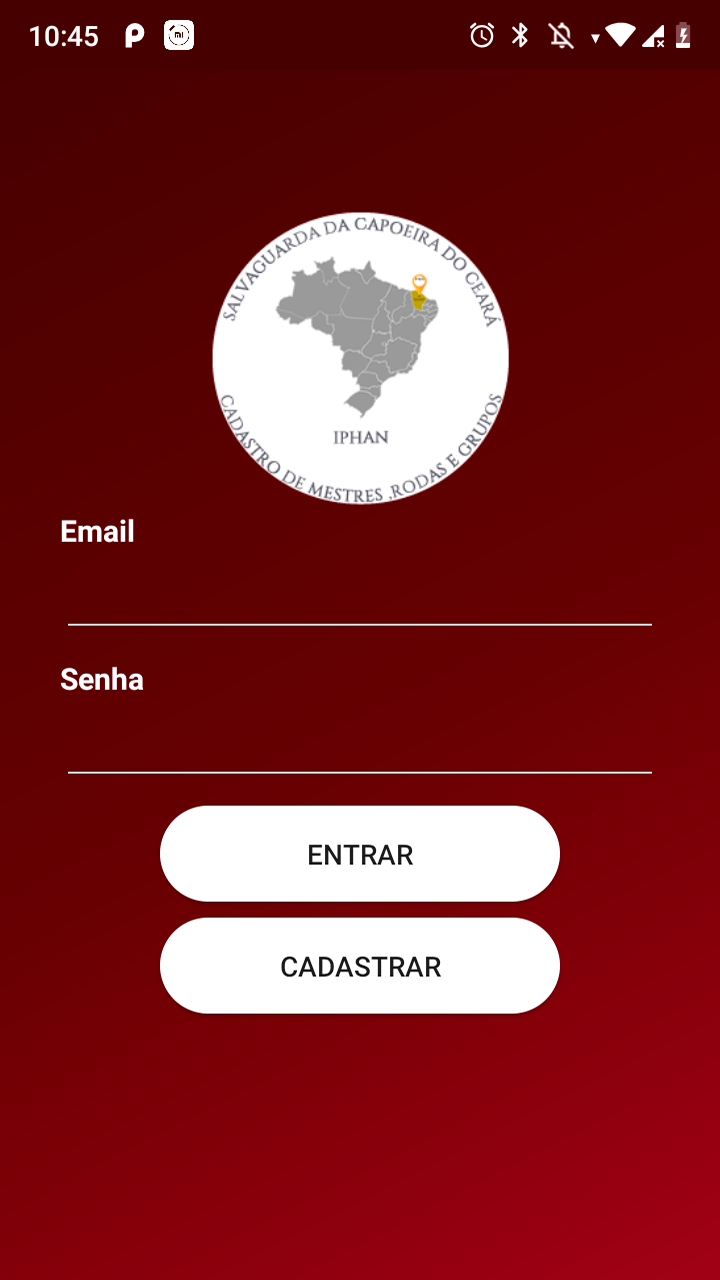 10:45
SALVAGUARDA DA CAPOEIRA DO CEARÁ
IPHAN
CADASTRO DE MESTRES ,RODAS E GRUPOS
Email
Senha
ENTRAR
CADASTRAR